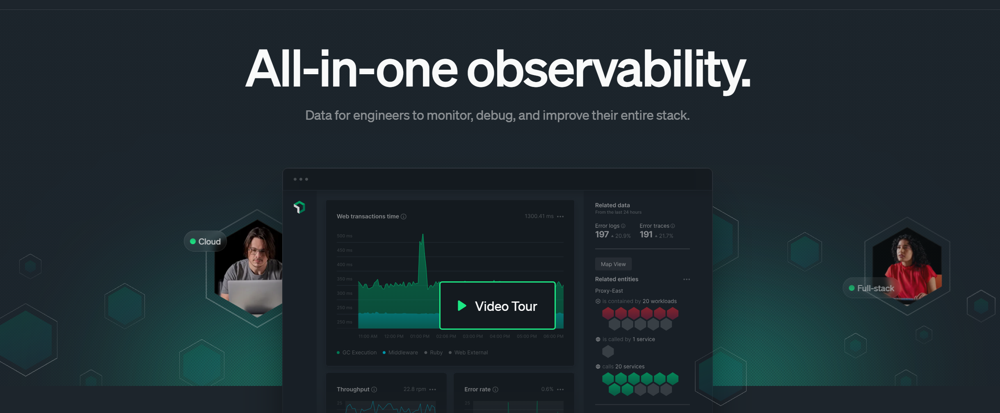 All-in-one observability.
Data for engineers to monitor, debug, and improve their entire stack.
Cloud
Full-stack
Web transactions time
1300.41 ms
500 ms
450 ms
400 ms
350 ms
300 ms
250 ms
250 ms
11:00 AM 12:00 PM 01:00 PM 02:06 PM 03:00 PM 04:00 PM 05:00 PM 06:00 PM
GC Execution Middleware Ruby Web External
Video Tour
Throughput 22.8 rpm
25
Error rate 0.6%
25
Related data
From the last 24 hours
Error logs Error traces
197 20.9% 191 21.7%
Map View
Related entities
Proxy-East
is contained by 20 workloads
is called by 1 service
calls 20 services